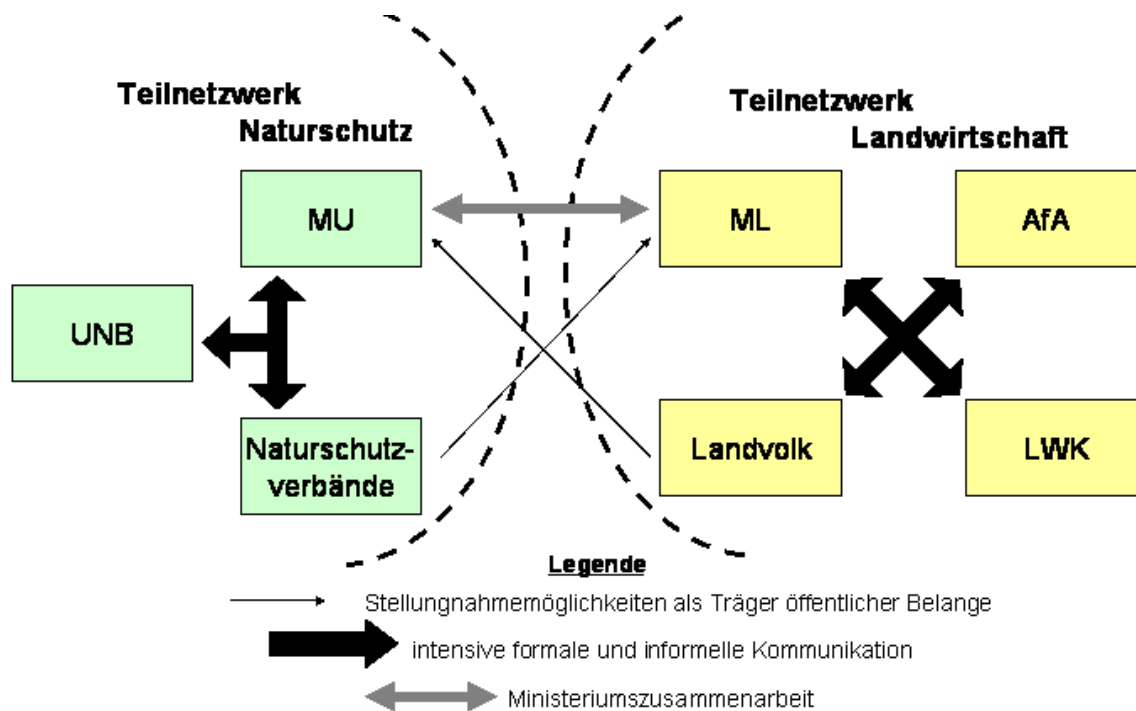 Teilnetzwerk
Naturschutz
Teilnetzwerk
Landwirtschaft
MU
ML
AfA
UNB
Naturschutz-
verbände
Landvolk
LWK
Legende
Stellungnahmemöglichkeiten als Träger öffentlicher Belange
intensive formale und informelle Kommunikation
Ministeriumszusammenarbeit